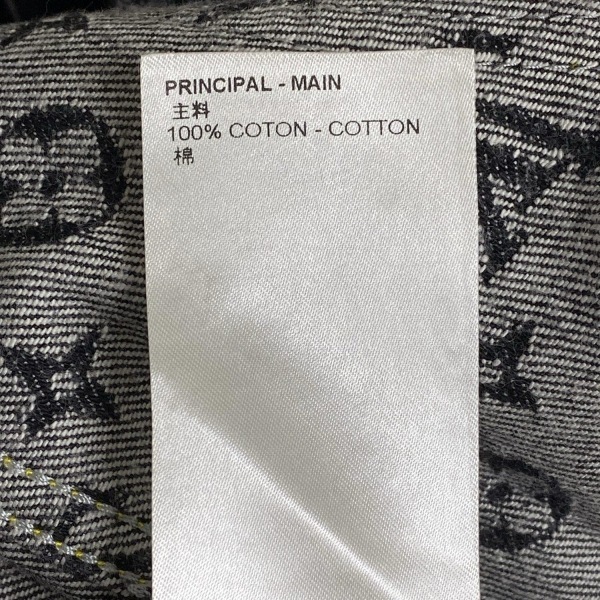 PRINCIPAL - MAIN
主料
100% COTON - COTTON
棉